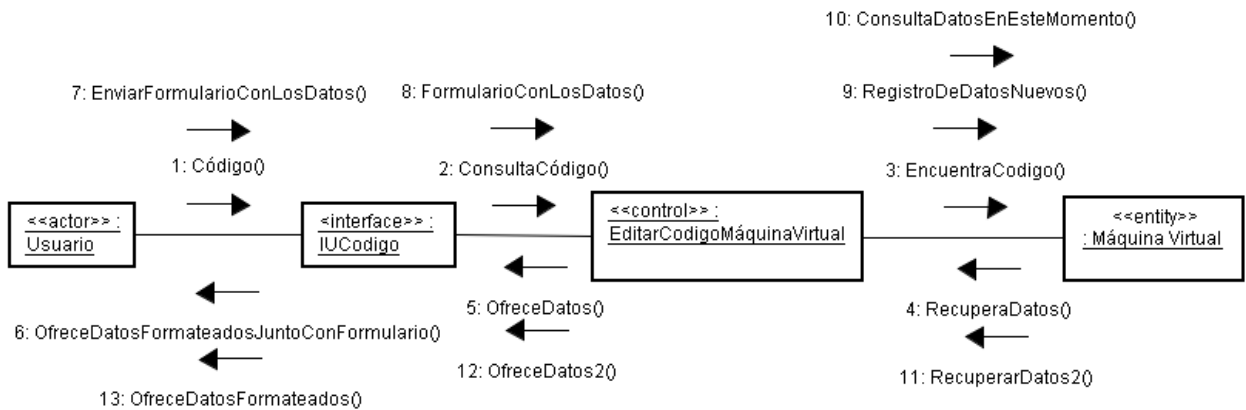 10: ConsultaDatosEnEsteMomento()
7: EnviarFormularioConLosDatos()
8: FormularioConLosDatos()
9: RegistroDeDatosNuevos()
1: Código()
2: ConsultaCódigo()
3: EncuentraCodigo()
<<actor>> :
Usuario
<interface>> :
IUCodigo
<<control>> :
EditarCodigoMáquinaVirtual
<<entity>>
: Máquina Virtual
5: OfreceDatos()
4: RecuperaDatos()
6: OfreceDatosFormateadosJuntoConFormulario()
12: OfreceDatos2()
11: RecuperarDatos2()
13: OfreceDatosFormateados()